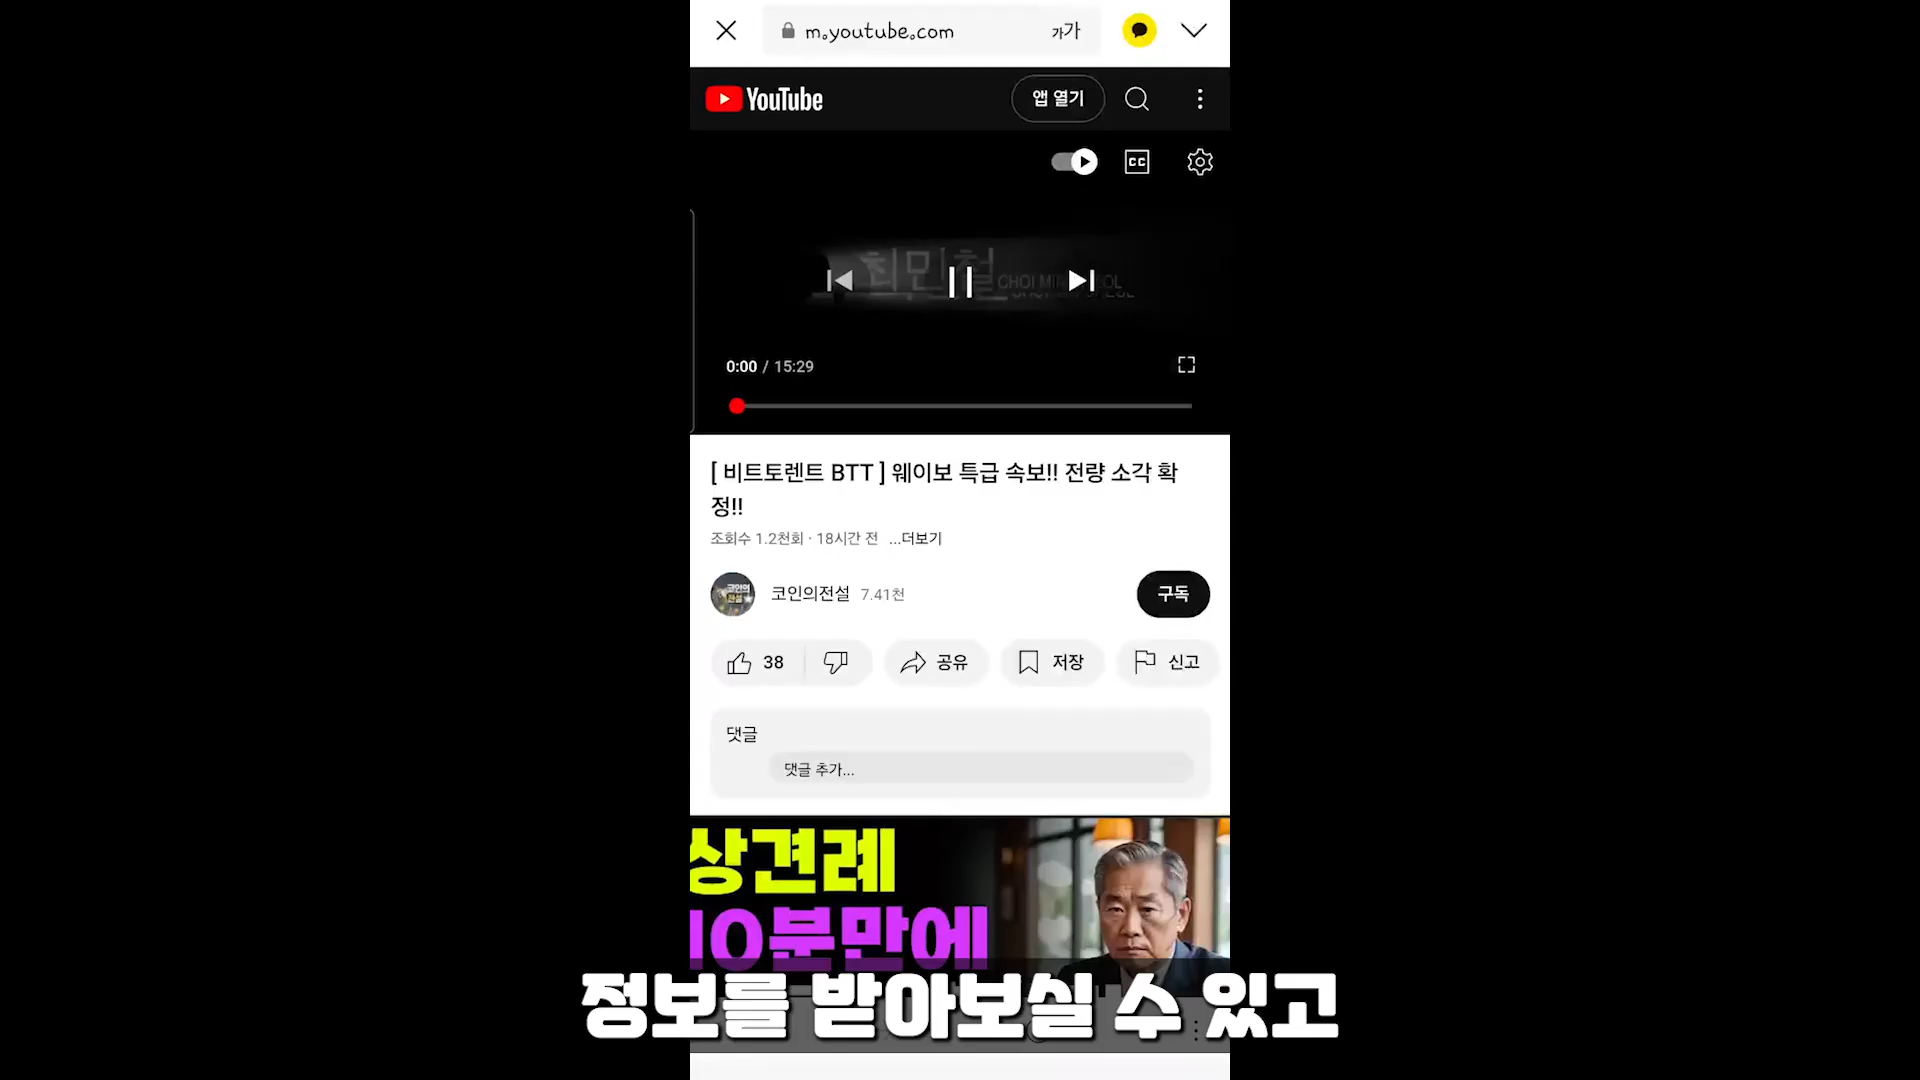 m.youtube.com
가가
YouTube
앱 열기
CC
최민철
0:00 / 15:29
[ 비트토렌트 BTT ] 웨이보 특급 속보!! 전량 소각 확
정!!
조회수 1.2천회 · 18시간 전 ...더보기
코인의전설 7.41천
구독
38
공유
저장
신고
댓글
댓글 추가...
상견례
10분만에
정보를 받아보실 수 있고